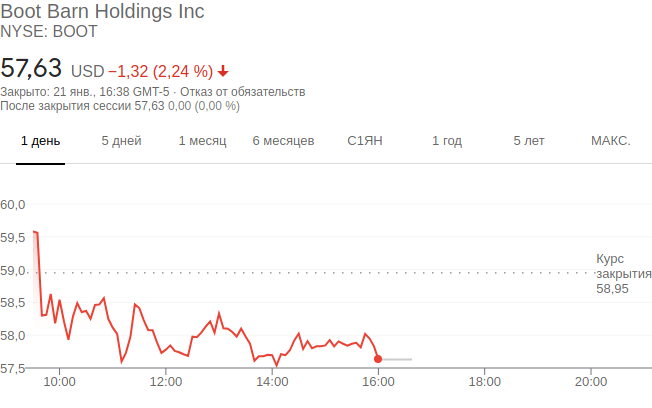 Boot Barn Holdings Inc
NYSE: BOOT
57,63 USD −1,32 (2,24 %)
Закрыто: 21 янв., 16:38 GMT-5 · Отказ от обязательств
После закрытия сессии 57,63 0,00 (0,00 %)
1 день 5 дней 1 месяц 6 месяцев С1ЯН 1 год 5 лет МАКС.
60,0
59,5
59,0
58,5
58,0
57,5
Курс
закрытия
58,95
10:00 12:00 14:00 16:00 18:00 20:00